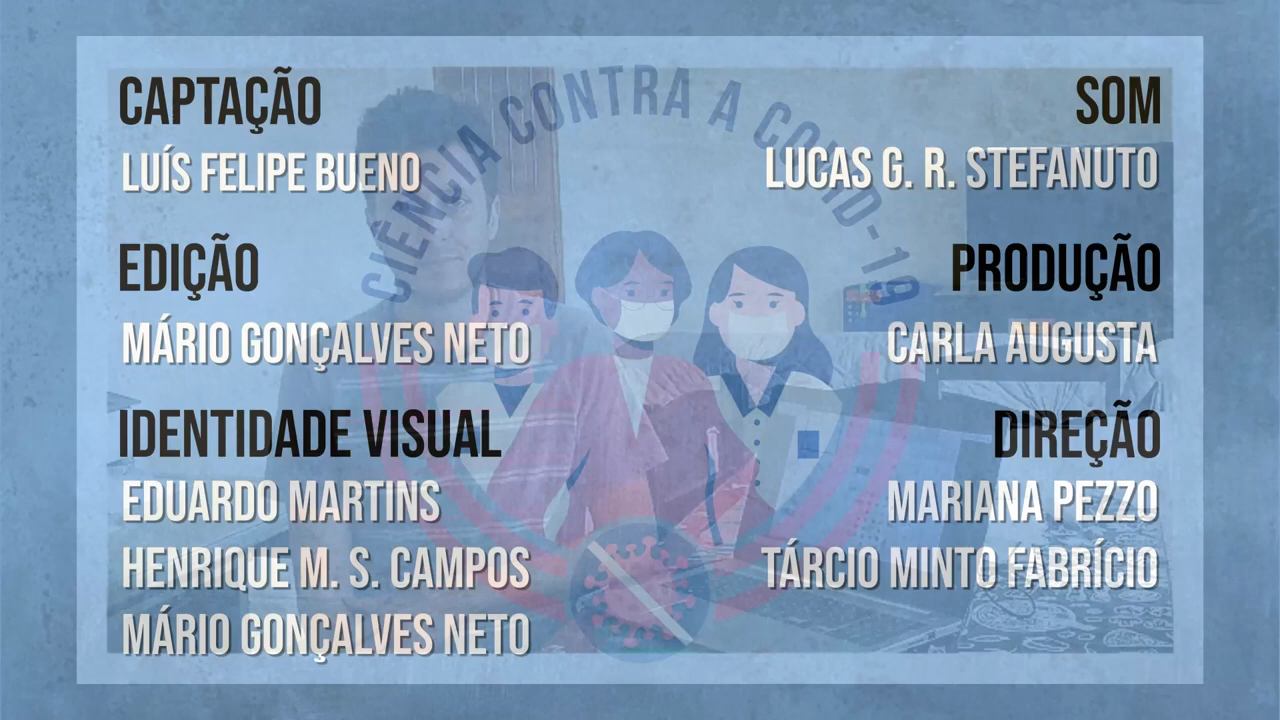 CAPTAÇÃO
LUÍS FELIPE BUENO
EDIÇÃO
MÁRIO GONÇALVES NETO
IDENTIDADE VISUAL
EDUARDO MARTINS
HENRIQUE M. S. CAMPOS
MÁRIO GONÇALVES NETO
SOM
LUCAS G. R. STEFANUTO
PRODUÇÃO
CARLA AUGUSTA
DIREÇÃO
MARIANA PEZZO
TÁRCIO MINTO FABRÍCIO
CIÊNCIA CONTRA A COVID-19